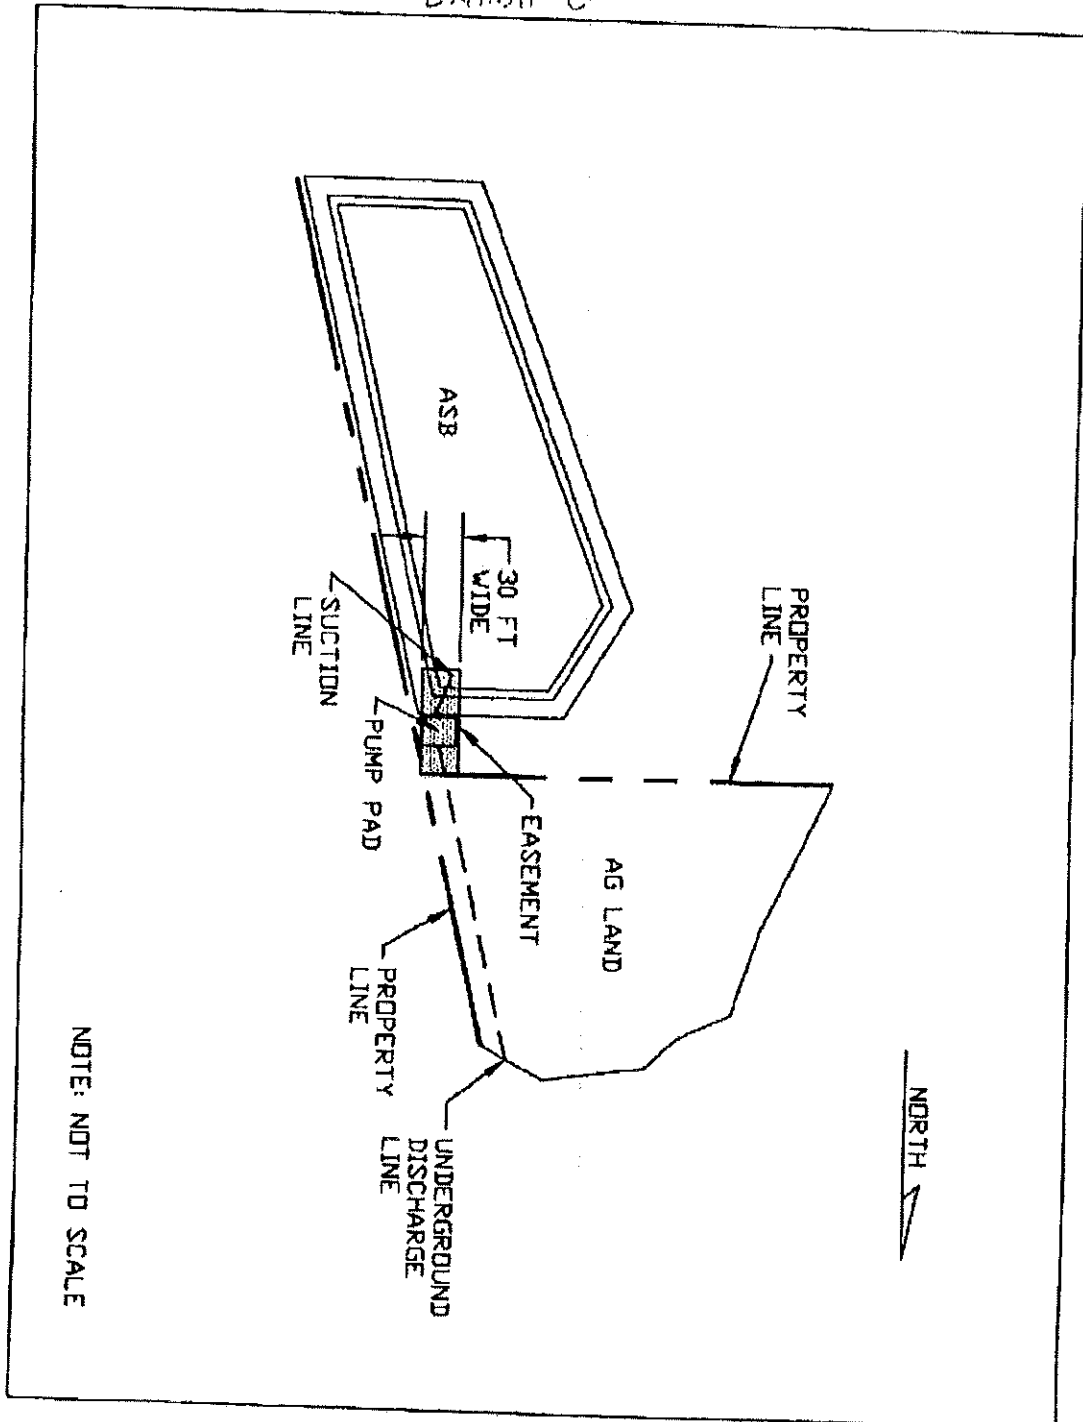 PROPERTY
LINE
NORTH
ASB
30 FT
WIDE
AG LAND
EASEMENT
SUCTION
LINE
PUMP PAD
PROPERTY
LINE
UNDERGROUND
DISCHARGE
LINE
NOTE: NOT TO SCALE